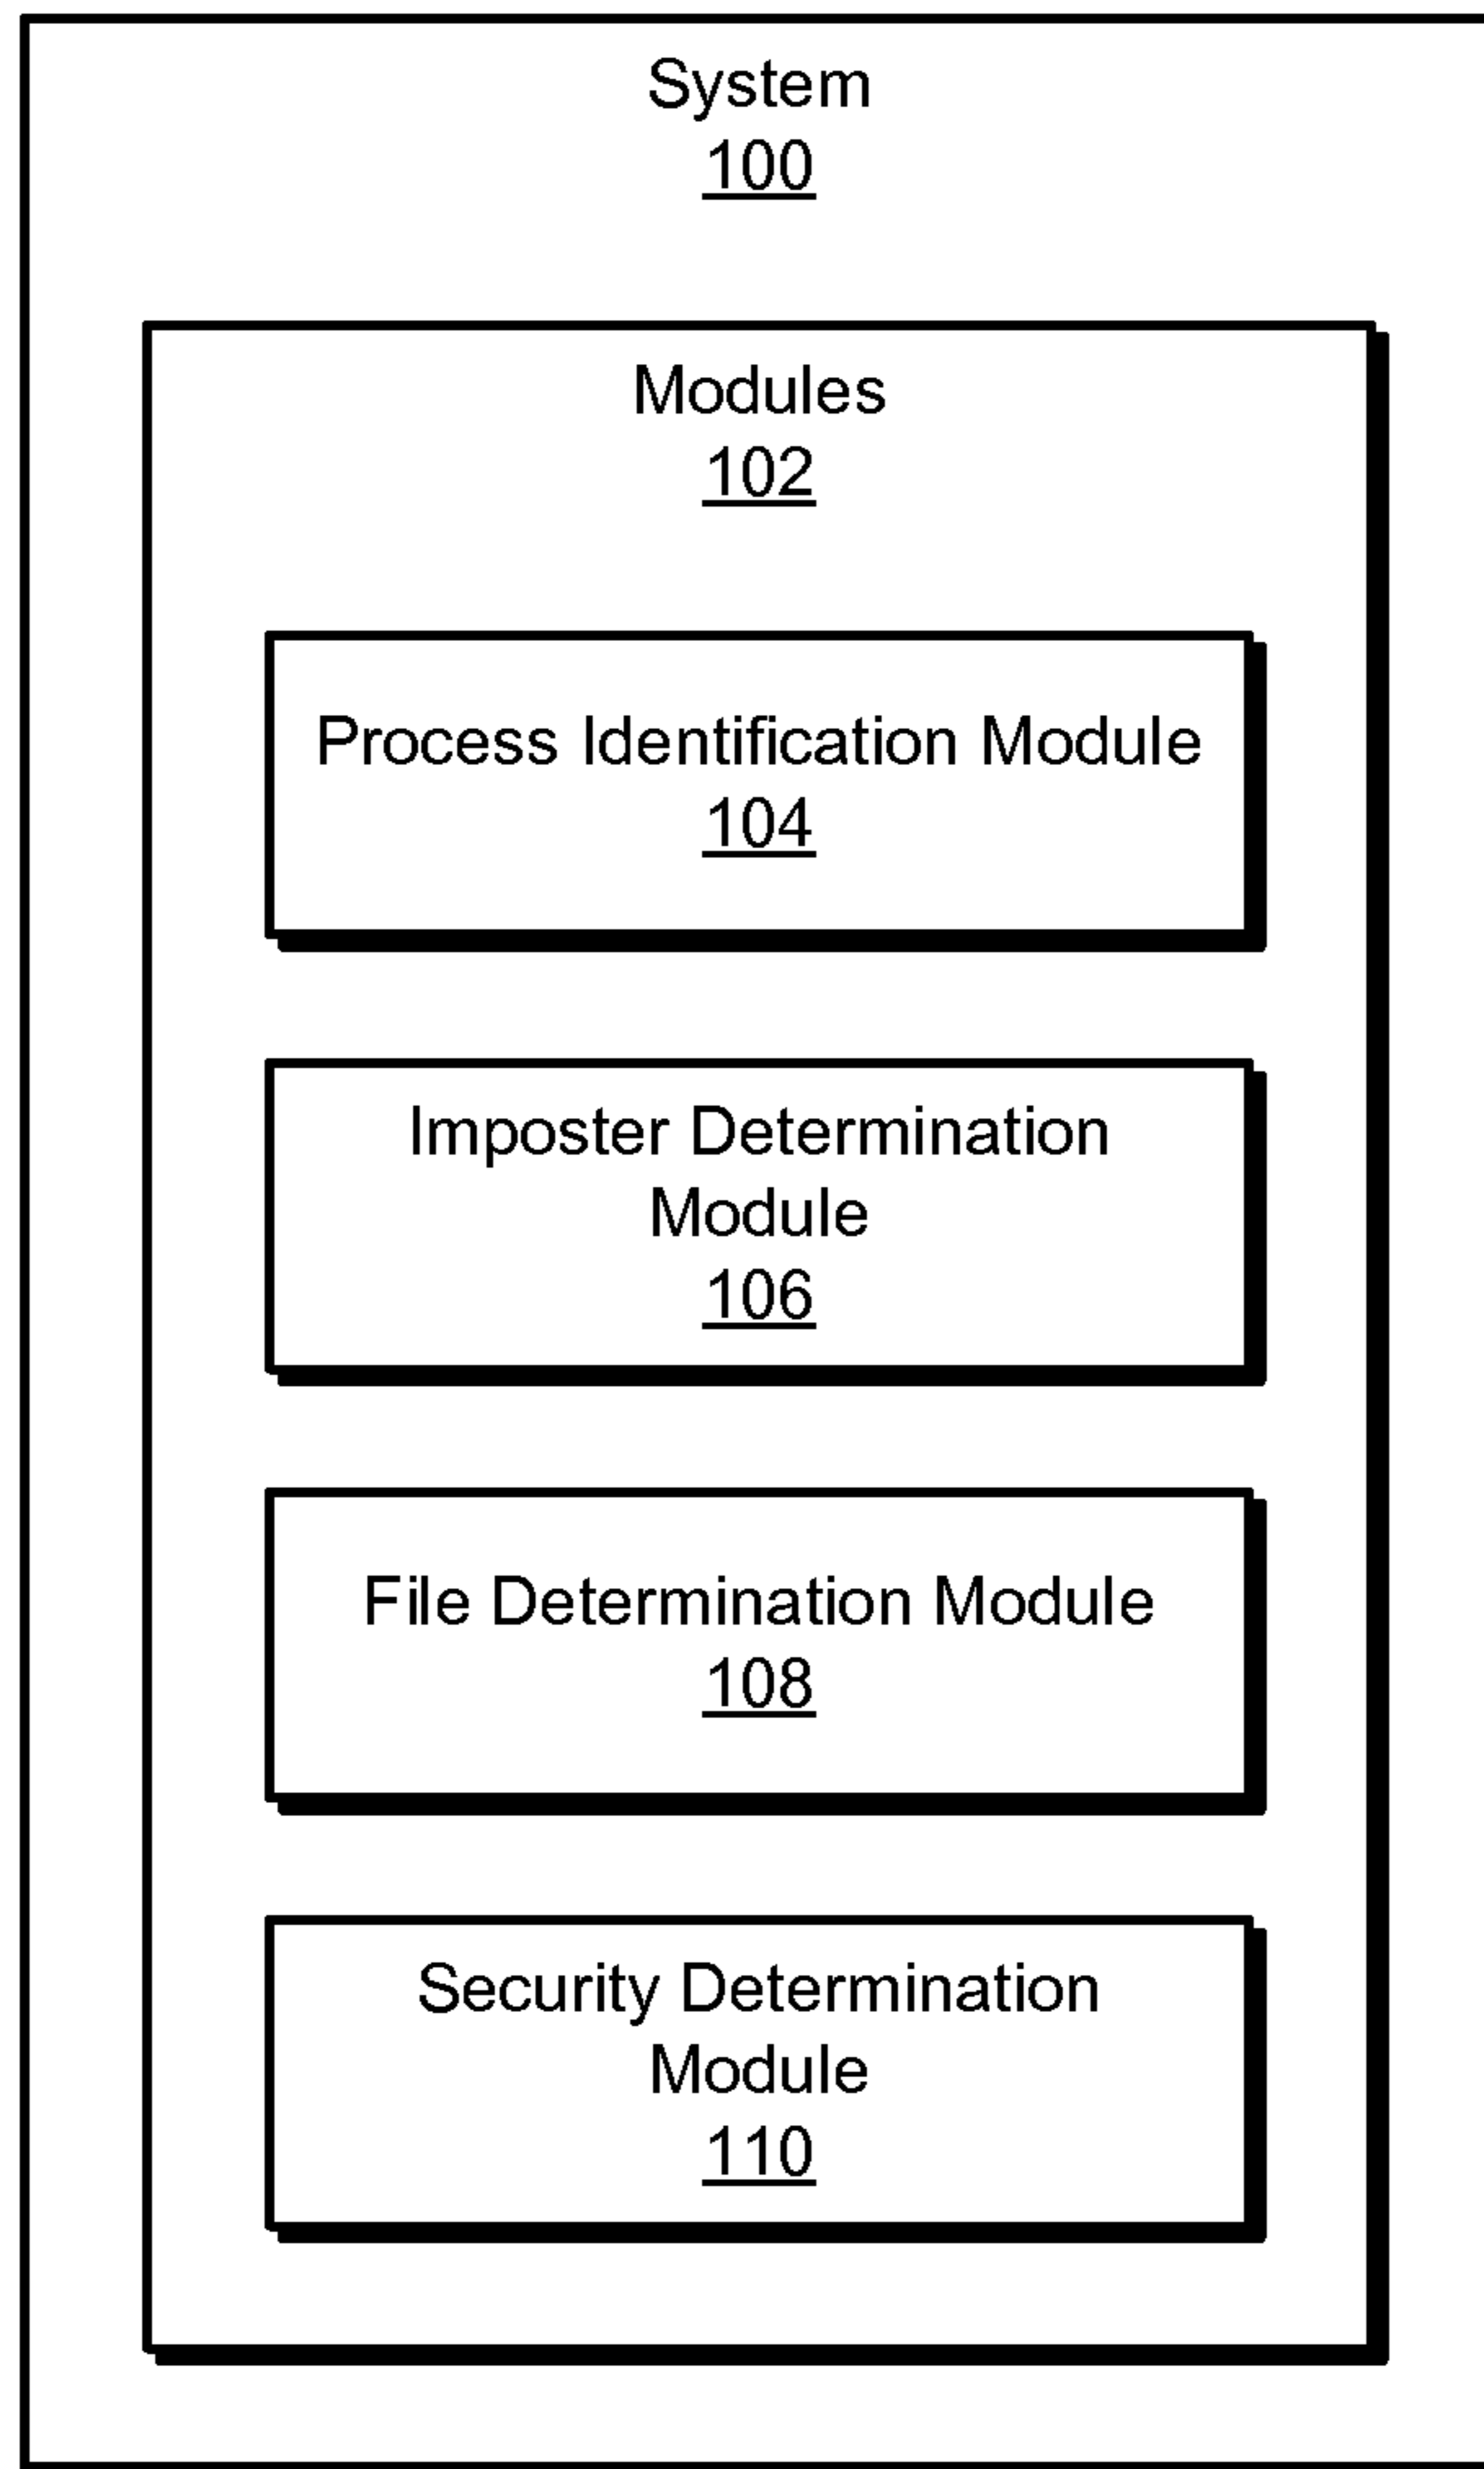 System
100
Modules
102
Process Identification Module
104
Imposter Determination
Module
106
File Determination Module
108
Security Determination
Module
110